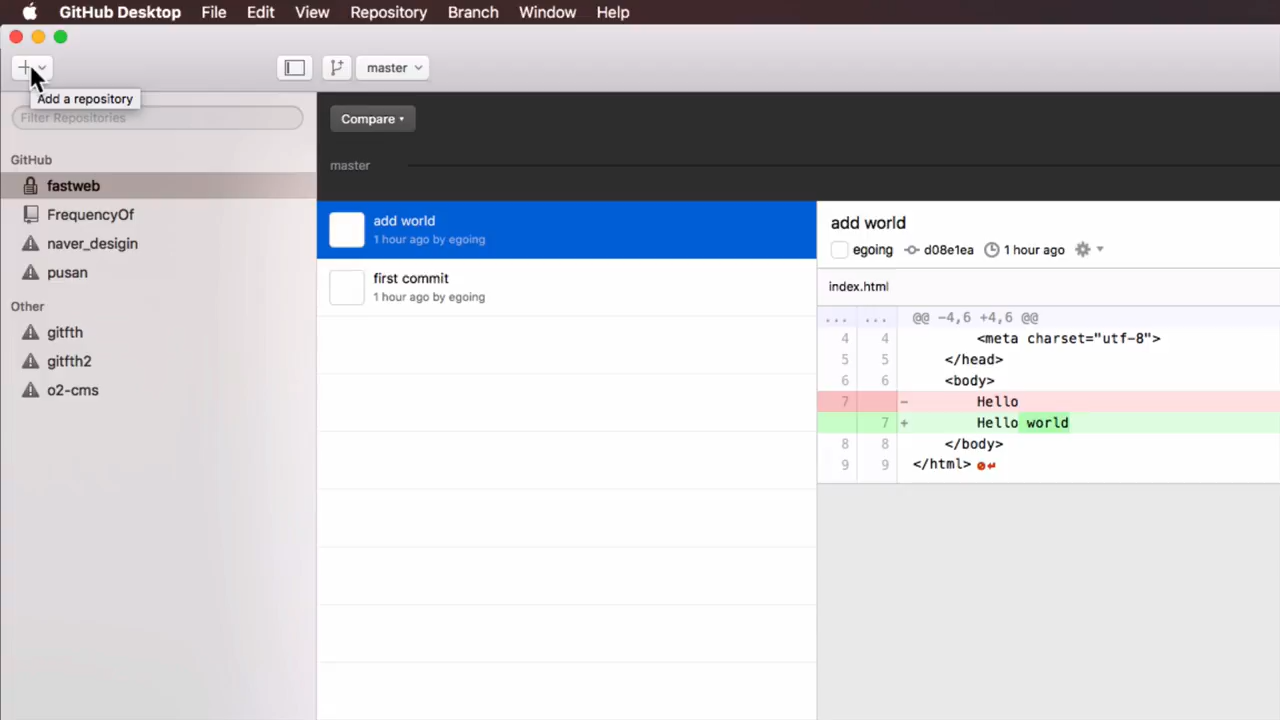 GitHub Desktop File Edit View Repository Branch Window Help
master
Add a repository
Filter Repositories
GitHub
fastweb
FrequencyOf
naver_desigin
pusan
Other
gitfth
gitfth2
o2-cms
Compare
master
add world
1 hour ago by egoing
first commit
1 hour ago by egoing
add world
egoing d08e1ea 1 hour ago
index.html
... ... @@ -4,6 +4,6 @@
4 4 <meta charset="utf-8">
5 5 </head>
6 6 <body>
7 - Hello
7 + Hello world
8 8 </body>
9 9 </html>